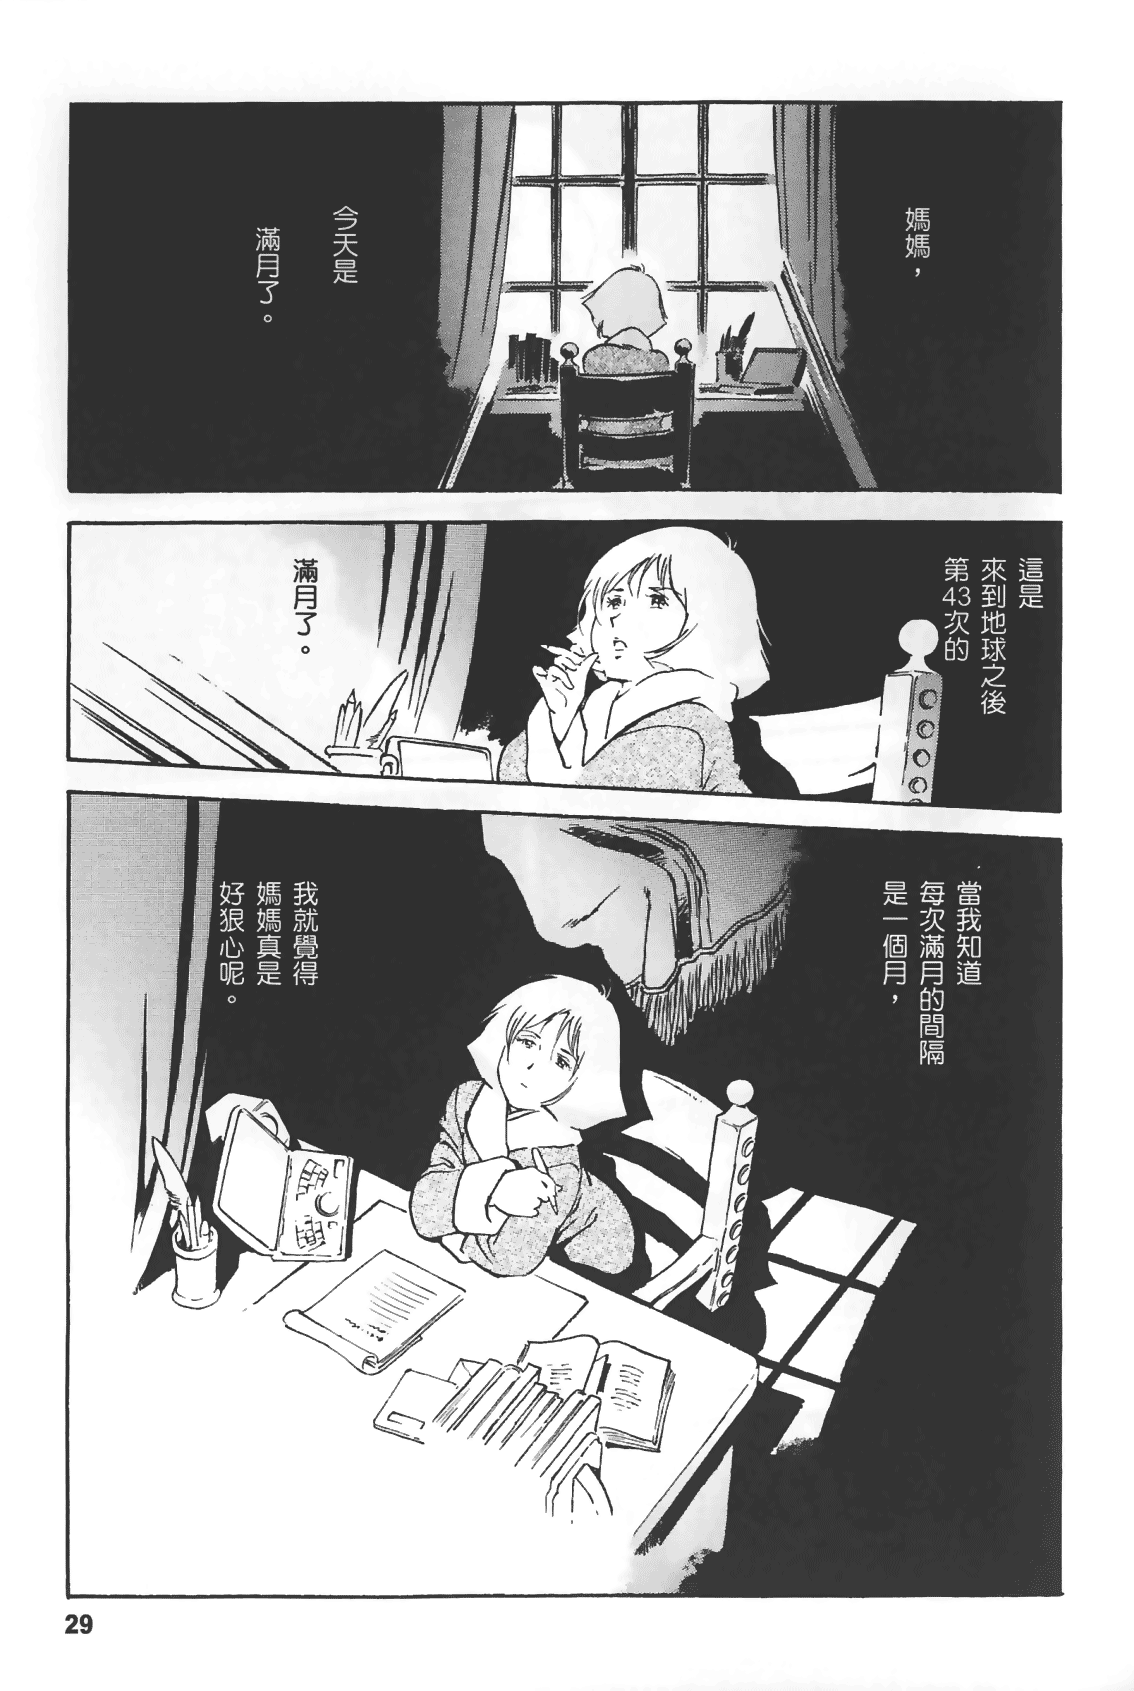 媽媽，
今天是
滿月了。
這是
來到地球之後
第43次的
滿月了。
當我知道
每次滿月的間隔
是一個月，
我就覺得
媽媽真是
好狠心呢。
29